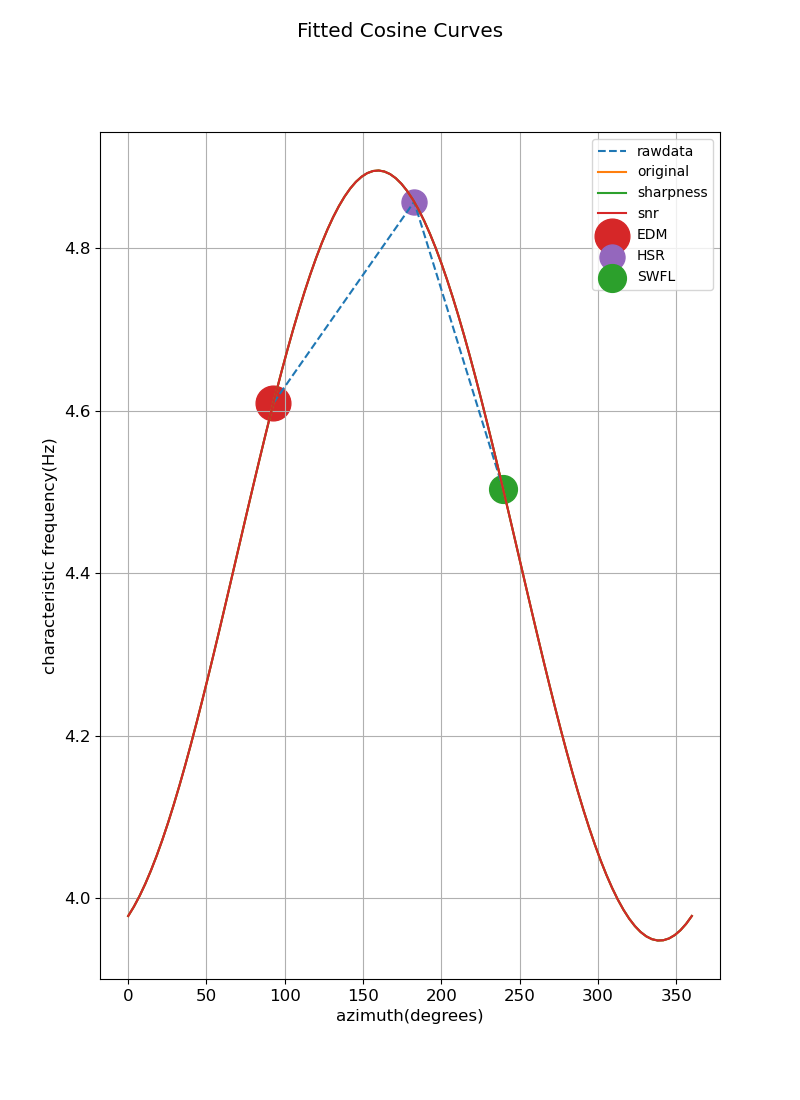 Fitted Cosine Curves
rawdata
original
sharpness
snr
EDM
HSR
SWFL
characteristic frequency(Hz)
4.8
4.6
4.4
4.2
4.0
0 50 100 150 200 250 300 350
azimuth(degrees)